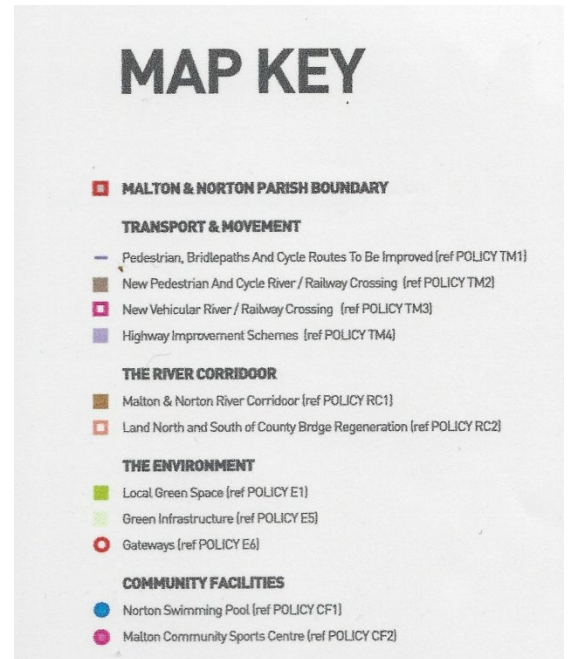 MAP KEY
MALTON & NORTON PARISH BOUNDARY
TRANSPORT & MOVEMENT
Pedestrian, Bridlepaths And Cycle Routes To Be Improved (ref POLICY TM1)
New Pedestrian And Cycle River / Railway Crossing (ref POLICY TM2)
New Vehicular River / Railway Crossing (ref POLICY TM3)
Highway Improvement Schemes (ref POLICY TM4)
THE RIVER CORRIDOOR
Malton & Norton River Corridor (ref POLICY RC1)
Land North and South of County Brdge Regeneration (ref POLICY RC2)
THE ENVIRONMENT
Local Green Space (ref POLICY E1)
Green Infrastructure (ref POLICY E5)
Gateways (ref POLICY E6)
COMMUNITY FACILITIES
Norton Swimming Pool (ref POLICY CF1)
Malton Community Sports Centre (ref POLICY CF2)